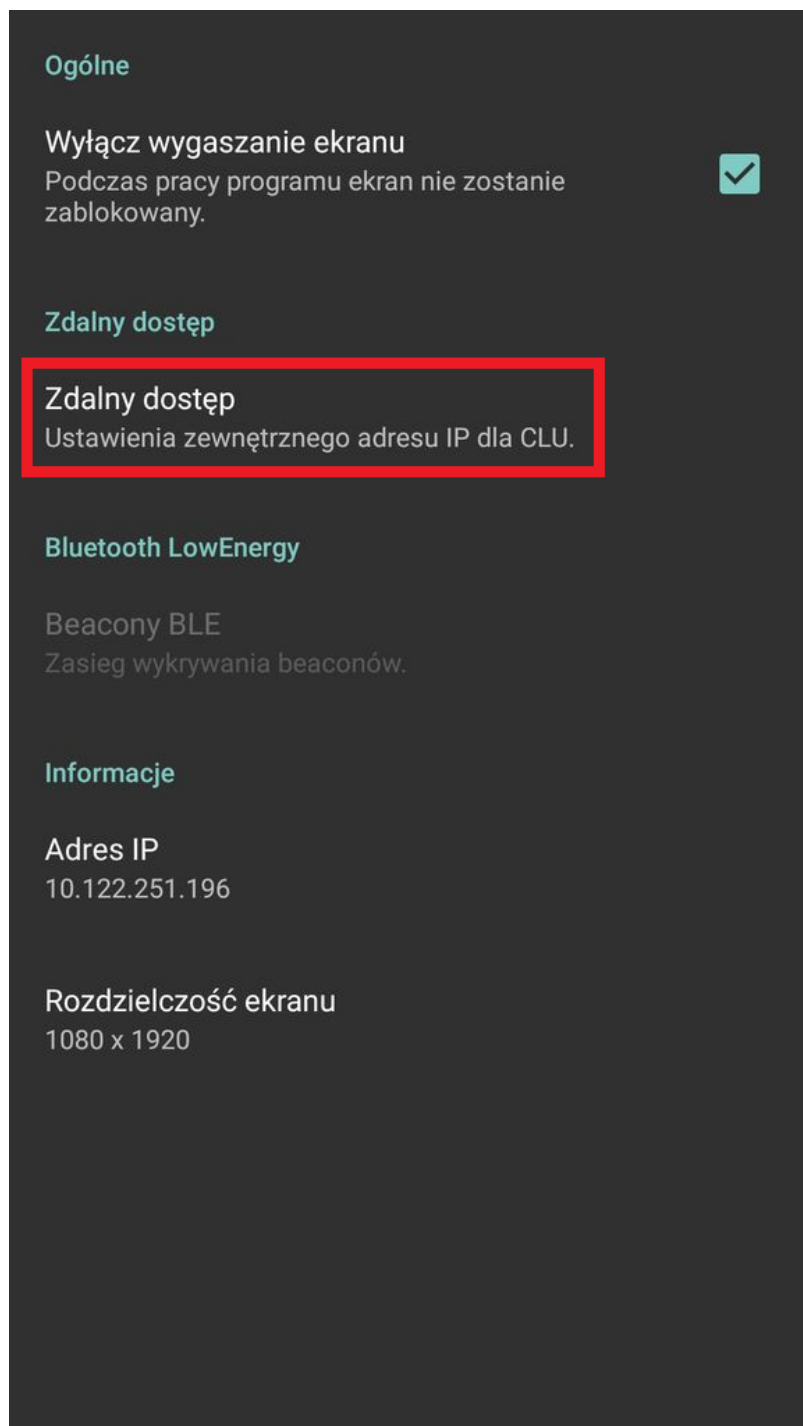 Ogólne
Wyłącz wygaszanie ekranu
Podczas pracy programu ekran nie zostanie
zablokowany.
Zdalny dostęp
Zdalny dostęp
Ustawienia zewnętrznego adresu IP dla CLU.
Bluetooth LowEnergy
Beacony BLE
Zasieg wykrywania beaconów.
Informacje
Adres IP
10.122.251.196
Rozdzielczość ekranu
1080 x 1920